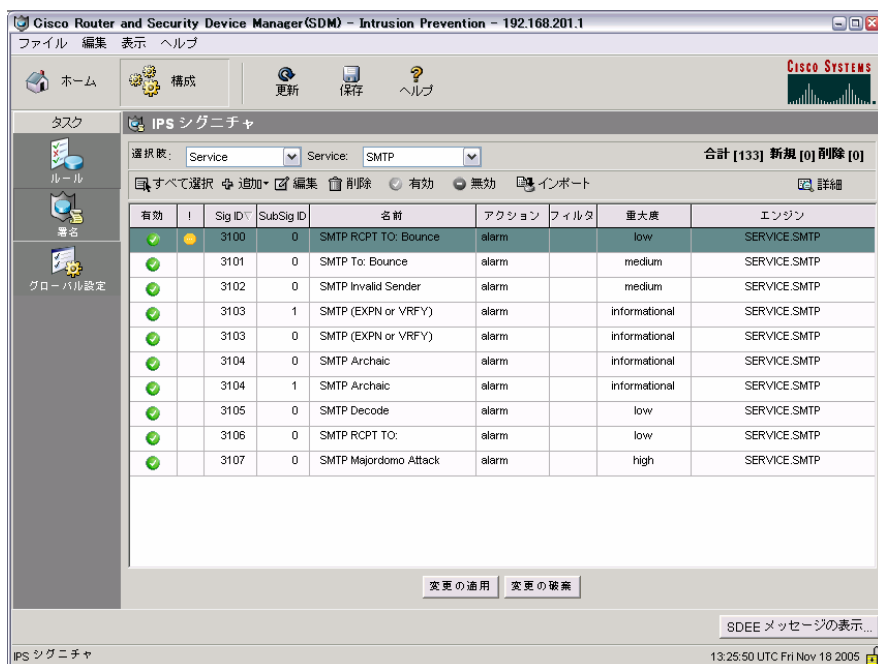 Cisco Router and Security Device Manager(SDM) - Intrusion Prevention - 192.168.201.1
ファイル 編集 表示 ヘルプ
ホーム 構成 更新 保存 ヘルプ
CISCO SYSTEMS
タスク
IPS シグニチャ
ルール
署名
グローバル設定
選択肢: Service Service: SMTP 合計 [133] 新規 [0] 削除 [0]
すべて選択 追加 編集 削除 有効 無効 インポート 詳細
有効 ! Sig ID SubSig ID 名前 アクション フィルタ 重大度 エンジン
3100 0 SMTP RCPT TO: Bounce alarm low SERVICE.SMTP
3101 0 SMTP To: Bounce alarm medium SERVICE.SMTP
3102 0 SMTP Invalid Sender alarm medium SERVICE.SMTP
3103 1 SMTP (EXPN or VRFY) alarm informational SERVICE.SMTP
3103 0 SMTP (EXPN or VRFY) alarm informational SERVICE.SMTP
3104 0 SMTP Archaic alarm informational SERVICE.SMTP
3104 1 SMTP Archaic alarm informational SERVICE.SMTP
3105 0 SMTP Decode alarm low SERVICE.SMTP
3106 0 SMTP RCPT TO: alarm low SERVICE.SMTP
3107 0 SMTP Majordomo Attack alarm high SERVICE.SMTP
変更の適用 変更の破棄
SDEE メッセージの表示...
IPS シグニチャ 13:25:50 UTC Fri Nov 18 2005